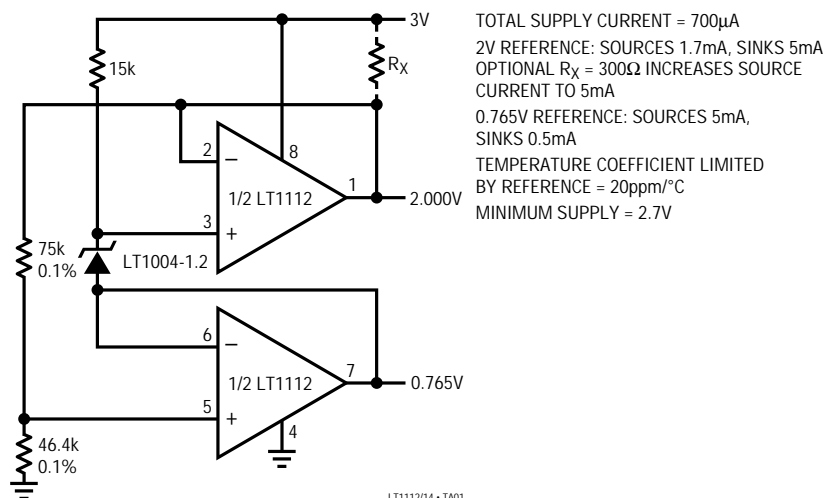 3V
15k
RX
2
−
8
1/2 LT1112
1
2.000V
3
+
75k
0.1%
LT1004-1.2
6
−
7
1/2 LT1112
0.765V
5
+
4
46.4k
0.1%
TOTAL SUPPLY CURRENT = 700µA
2V REFERENCE: SOURCES 1.7mA, SINKS 5mA
OPTIONAL RX = 300Ω INCREASES SOURCE
CURRENT TO 5mA
0.765V REFERENCE: SOURCES 5mA,
SINKS 0.5mA
TEMPERATURE COEFFICIENT LIMITED
BY REFERENCE = 20ppm/°C
MINIMUM SUPPLY = 2.7V
LT1112/14 • TA01